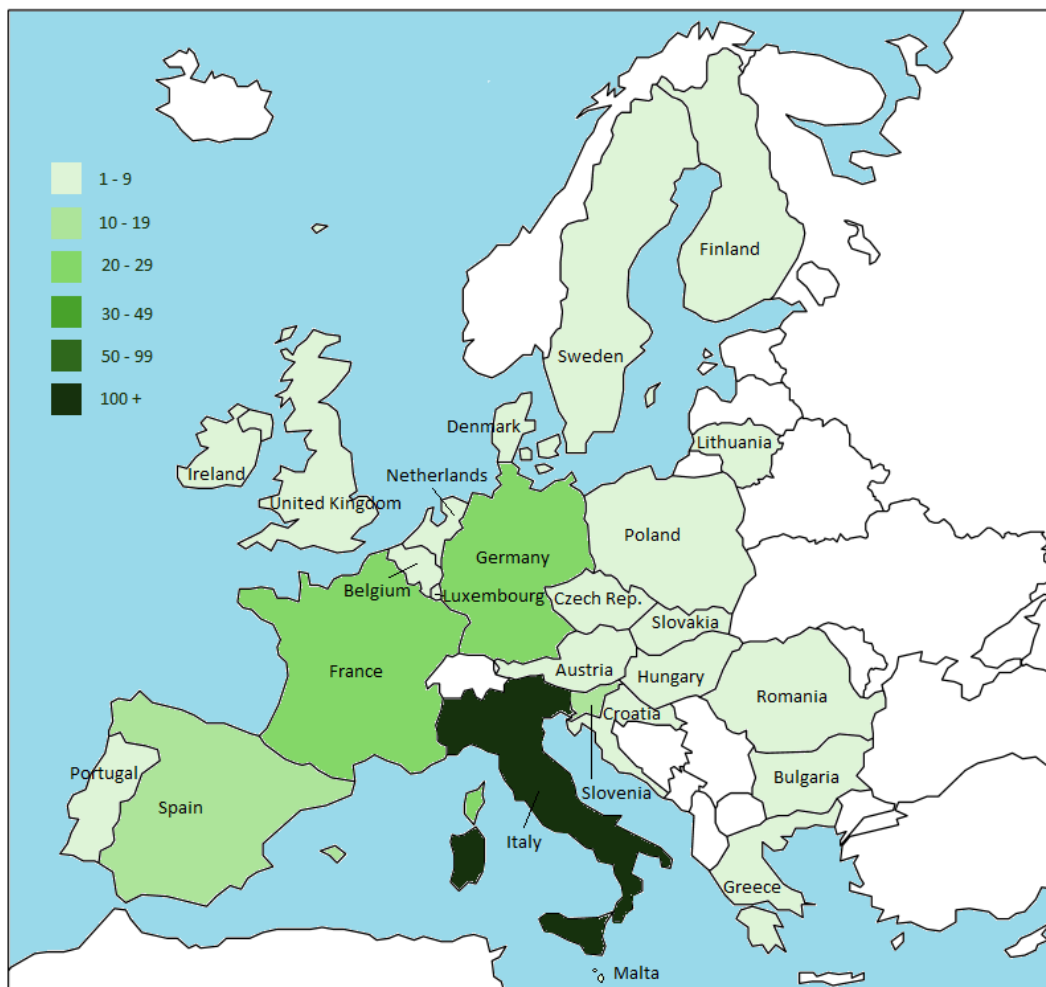 1 - 9
10 - 19
20 - 29
30 - 49
50 - 99
100 +
Finland
Sweden
Denmark
Lithuania
Ireland
Netherlands
United Kingdom
Poland
Germany
Belgium
Luxembourg
Czech Rep.
Slovakia
France
Austria
Hungary
Romania
Croatia
Portugal
Bulgaria
Spain
Slovenia
Italy
Greece
Malta